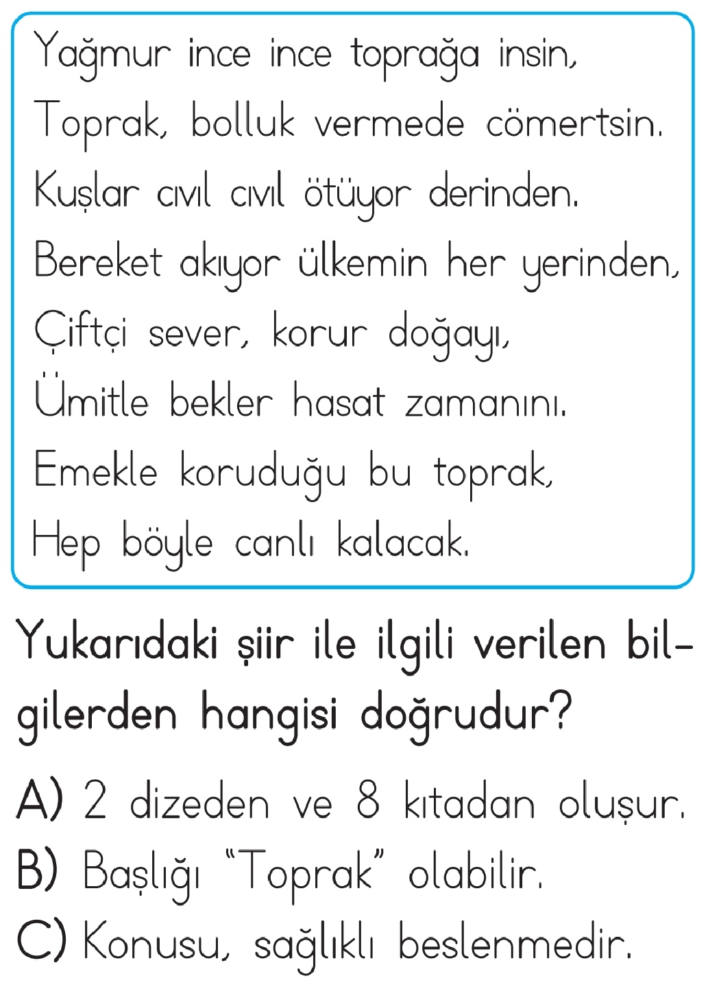 Yağmur ince ince toprağa insin,
Toprak, bolluk vermede cömertsin.
Kuşlar cıvıl cıvıl ötüyor derinden.
Bereket akıyor ülkemin her yerinden,
Çiftçi sever, korur doğayı,
Ümitle bekler hasat zamanını.
Emekle koruduğu bu toprak,
Hep böyle canlı kalacak.
Yukarıdaki şiir ile ilgili verilen bil-
gilerden hangisi doğrudur?
A) 2 dizeden ve 8 kıtadan oluşur.
B) Başlığı “Toprak” olabilir.
C) Konusu, sağlıklı beslenmedir.